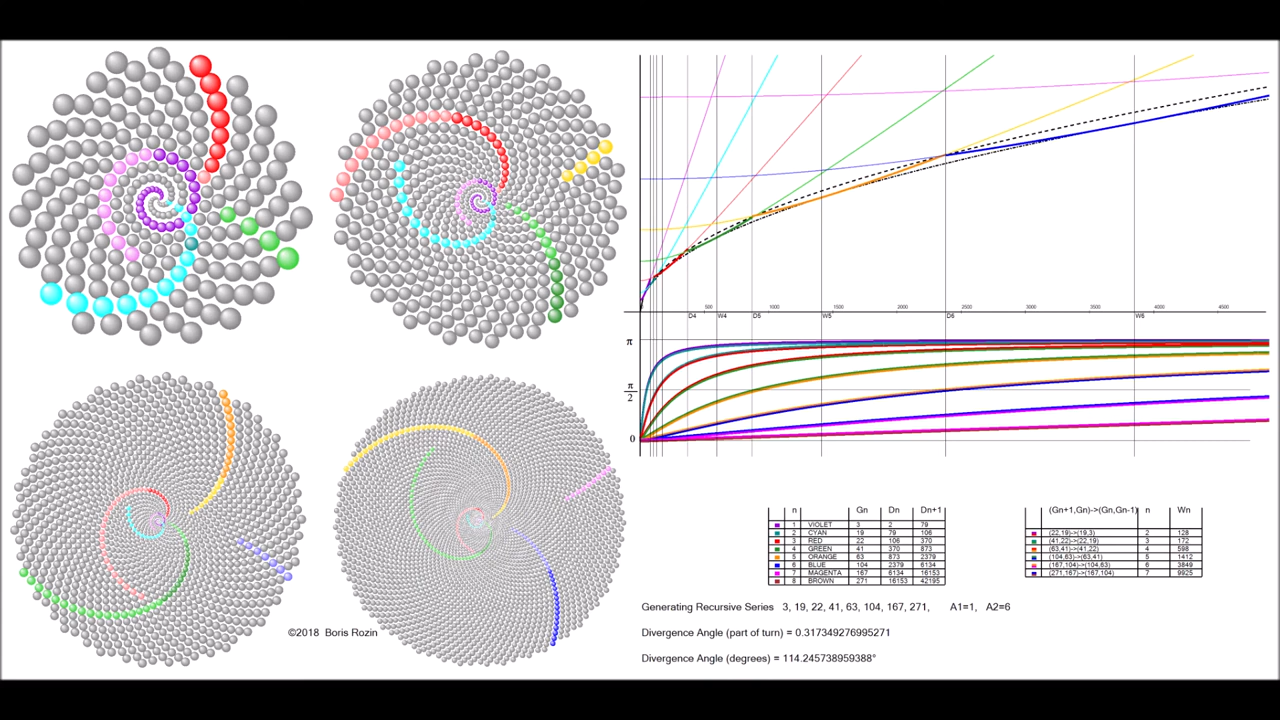 500 1000 1500 2000 2500 3000 3500 4000 4500
D4 W4 D5 W5 D6 W6
π
π
2
0
n Gn Dn Dn+1
1 VIOLET 3 2 79
2 CYAN 19 79 106
3 RED 22 106 370
4 GREEN 41 370 873
5 ORANGE 63 873 2379
6 BLUE 104 2379 6134
7 MAGENTA 167 6134 16153
8 BROWN 271 16153 42195
(Gn+1,Gn)->(Gn,Gn-1) n Wn
(22,19)->(19,3) 2 128
(41,22)->(22,19) 3 172
(63,41)->(41,22) 4 598
(104,63)->(63,41) 5 1412
(167,104)->(104,63) 6 3849
(271,167)->(167,104) 7 9925
Generating Recursive Series 3, 19, 22, 41, 63, 104, 167, 271, A1=1, A2=6
©2018 Boris Rozin
Divergence Angle (part of turn) = 0.317349276995271
Divergence Angle (degrees) = 114.245738959388°